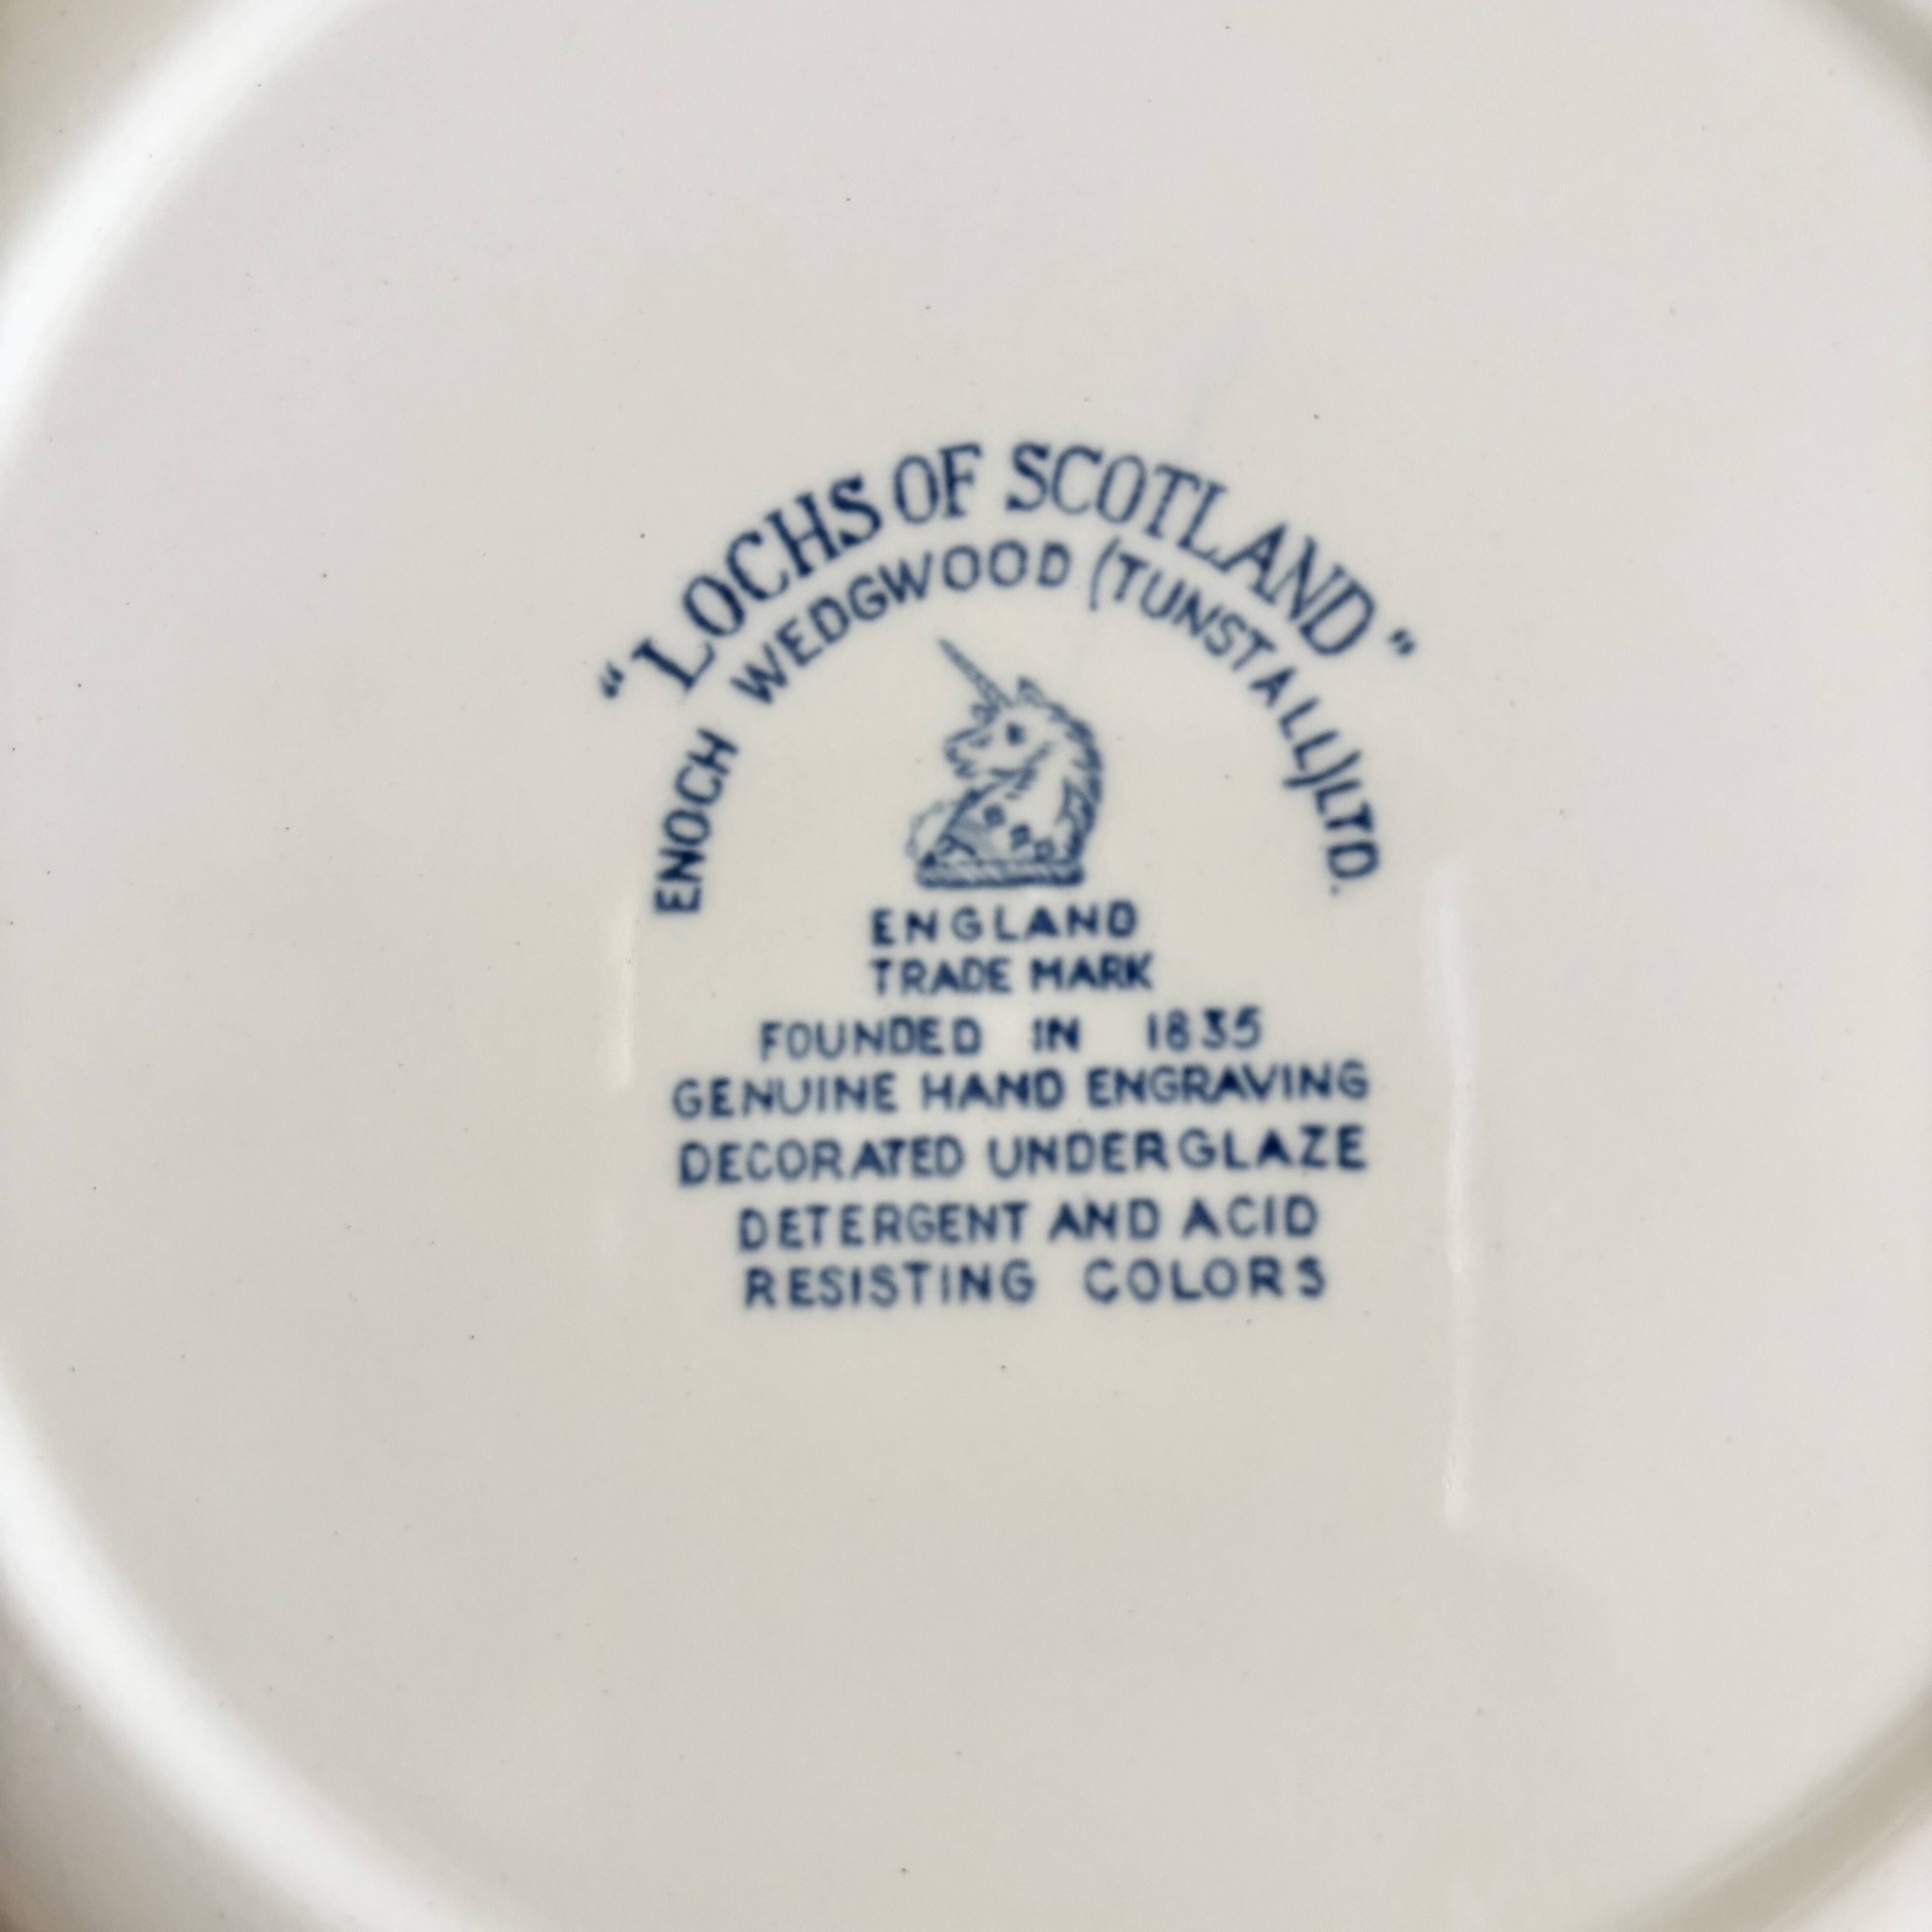 "LOCHS OF SCOTLAND"
ENOCH WEDGWOOD (TUNSTALL) LTD.
ENGLAND
TRADE MARK
FOUNDED IN 1835
GENUINE HAND ENGRAVING
DECORATED UNDERGLAZE
DETERGENT AND ACID
RESISTING COLORS